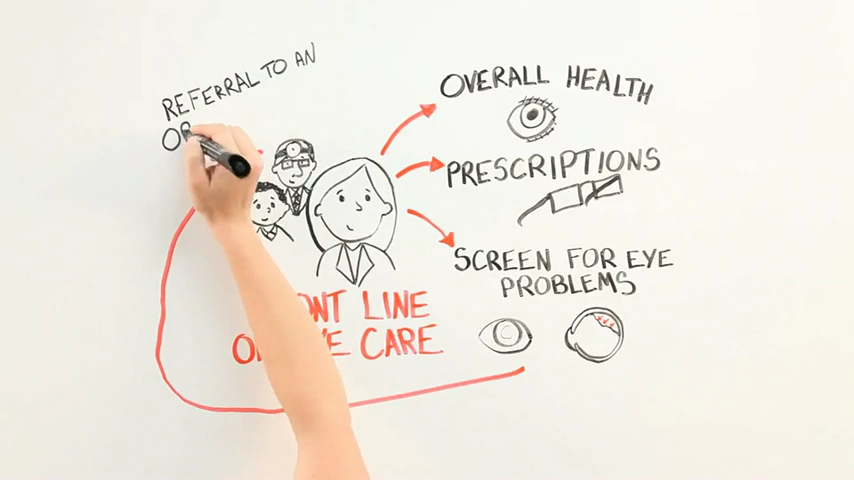 REFERRAL TO AN
OVERALL HEALTH
PRESCRIPTIONS
SCREEN FOR EYE
PROBLEMS
LINE
CARE